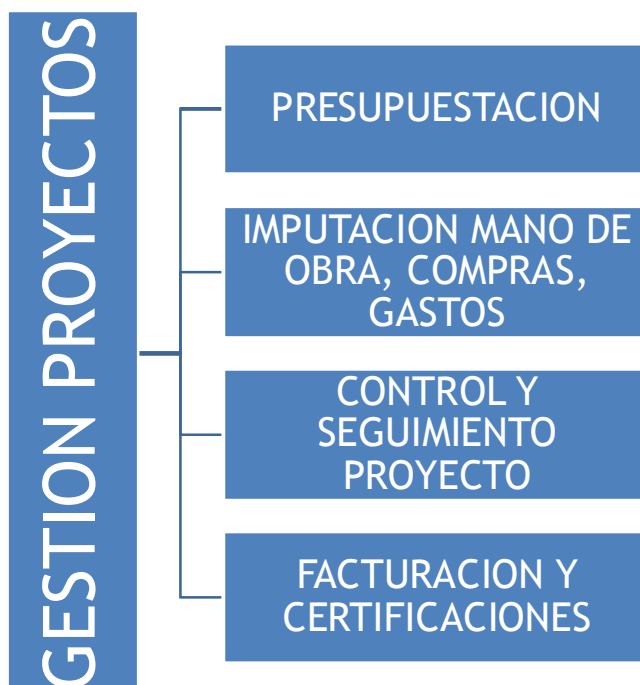 GESTION PROYECTOS
PRESUPUESTACION
IMPUTACION MANO DE
OBRA, COMPRAS,
GASTOS
CONTROL Y
SEGUIMIENTO
PROYECTO
FACTURACION Y
CERTIFICACIONES